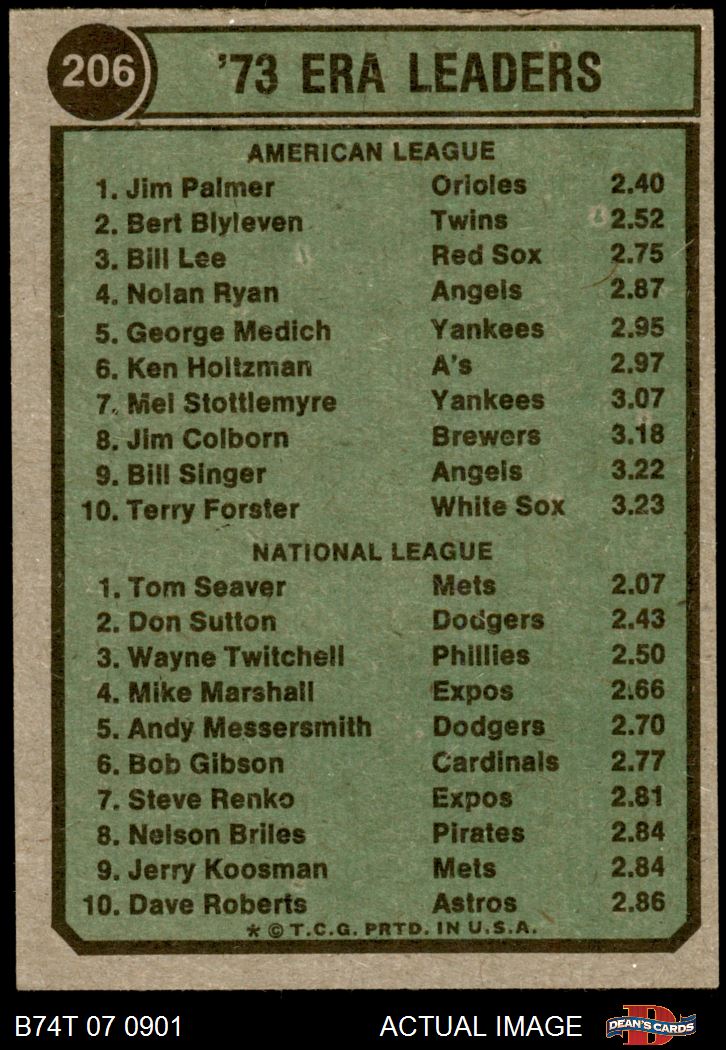 206 '73 ERA LEADERS
AMERICAN LEAGUE
1. Jim Palmer Orioles 2.40
2. Bert Blyleven Twins 2.52
3. Bill Lee Red Sox 2.75
4. Nolan Ryan Angels 2.87
5. George Medich Yankees 2.95
6. Ken Holtzman A's 2.97
7. Mel Stottlemyre Yankees 3.07
8. Jim Colborn Brewers 3.18
9. Bill Singer Angels 3.22
10. Terry Forster White Sox 3.23
NATIONAL LEAGUE
1. Tom Seaver Mets 2.07
2. Don Sutton Dodgers 2.43
3. Wayne Twitchell Phillies 2.50
4. Mike Marshall Expos 2.66
5. Andy Messersmith Dodgers 2.70
6. Bob Gibson Cardinals 2.77
7. Steve Renko Expos 2.81
8. Nelson Briles Pirates 2.84
9. Jerry Koosman Mets 2.84
10. Dave Roberts Astros 2.86
* © T.C.G. PRTD. IN U.S.A.
B74T 07 0901 ACTUAL IMAGE D DEAN'S CARDS